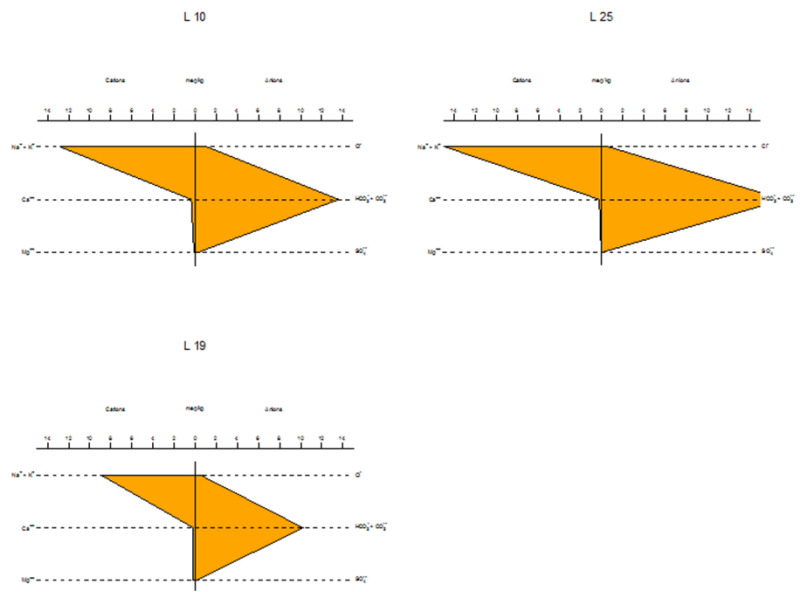 L 10
Cations meq/kg Anions
14 12 10 8 6 4 2 0 2 4 6 8 10 12 14
Na⁺ + K⁺ Cl⁻
Ca⁺⁺ HCO₃⁻ + CO₃⁻⁻
Mg⁺⁺ SO₄⁻⁻
L 25
Cations meq/kg Anions
14 12 10 8 6 4 2 0 2 4 6 8 10 12 14
Na⁺ + K⁺ Cl⁻
Ca⁺⁺ HCO₃⁻ + CO₃⁻⁻
Mg⁺⁺ SO₄⁻⁻
L 19
Cations meq/kg Anions
14 12 10 8 6 4 2 0 2 4 6 8 10 12 14
Na⁺ + K⁺ Cl⁻
Ca⁺⁺ HCO₃⁻ + CO₃⁻⁻
Mg⁺⁺ SO₄⁻⁻